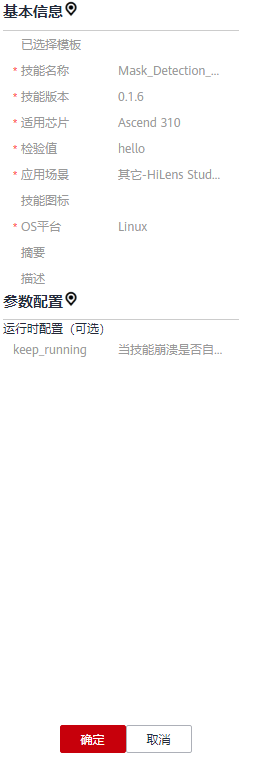 基本信息
已选择模板
* 技能名称 Mask_Detection_...
* 技能版本 0.1.6
* 适用芯片 Ascend 310
* 检验值 hello
* 应用场景 其它-HiLens Stud...
技能图标
* OS平台 Linux
摘要
描述
参数配置
运行时配置（可选）
keep_running 当技能崩溃是否自...
确定 取消